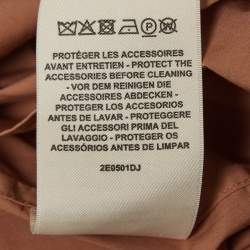 PROTÉGER LES ACCESSOIRES
AVANT ENTRETIEN - PROTECT THE
ACCESSORIES BEFORE CLEANING
- VOR DEM REINIGEN DIE
ACCESSOIRES ABDECKEN -
PROTEGER LOS ACCESORIOS
ANTES DE LAVAR - PROTEGGERE
GLI ACCESSORI PRIMA DEL
LAVAGGIO - PROTEGER OS
ACESSÓRIOS ANTES DE LIMPAR
2E0501DJ